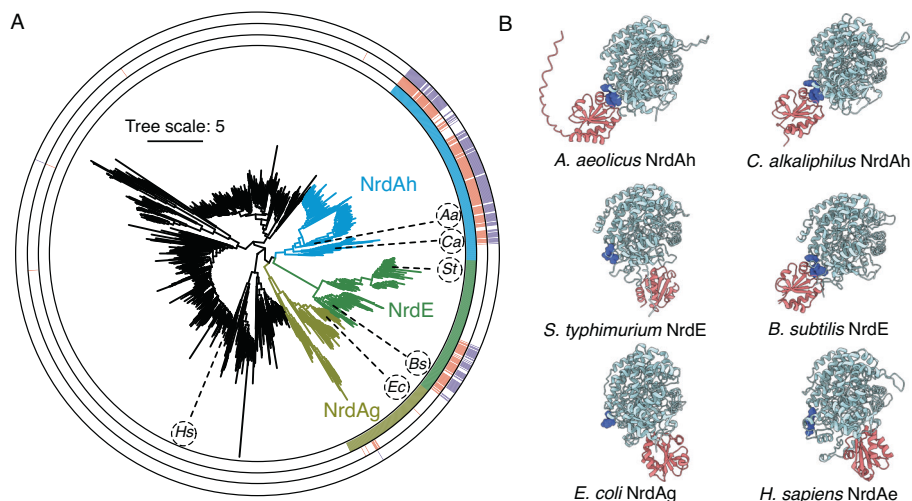 A
Tree scale: 5
NrdAh
Aa
Ca
St
NrdE
Bs
Ec
NrdAg
Hs
B
A. aeolicus NrdAh
C. alkaliphilus NrdAh
S. typhimurium NrdE
B. subtilis NrdE
E. coli NrdAg
H. sapiens NrdAe